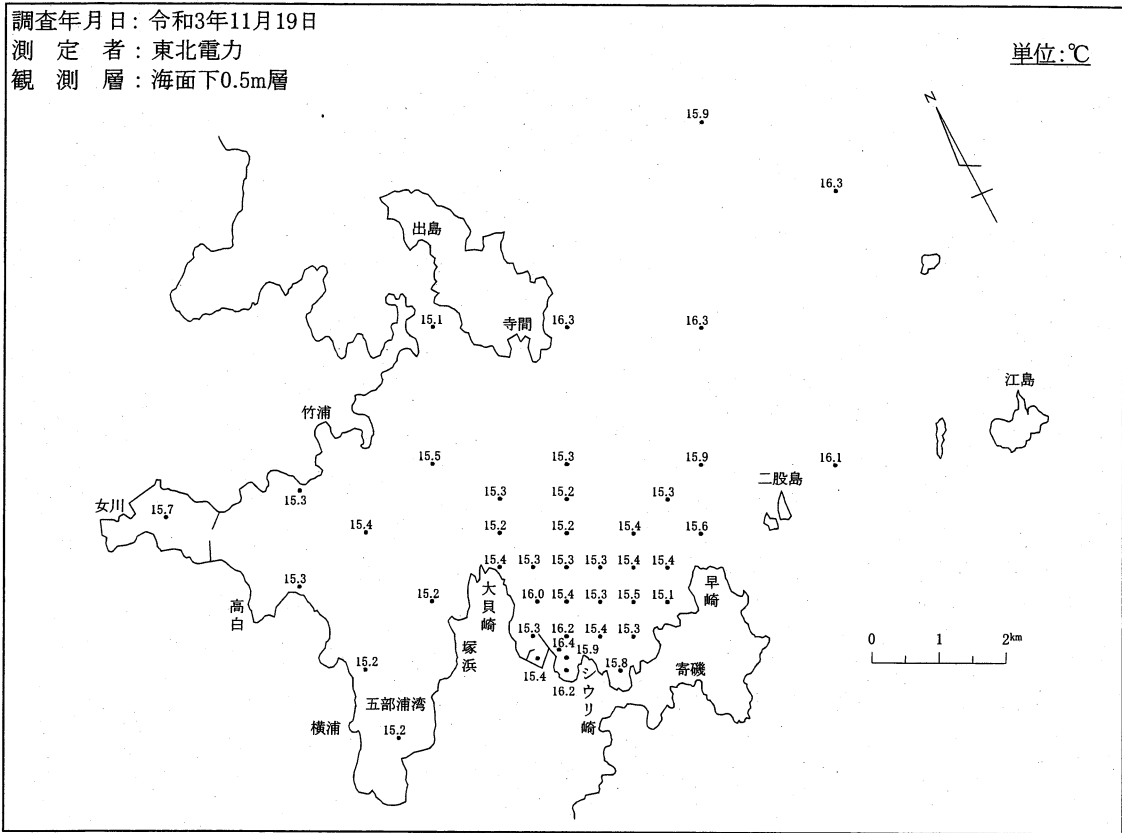 調査年月日：令和3年11月19日
測定者：東北電力
観測層：海面下0.5m層
単位：℃
N
15.9
16.3
出島
寺間
15.1
16.3
16.3
江島
竹浦
15.5
15.3
15.9
16.1
二股島
女川
15.7
15.3
15.3
15.2
15.3
15.4
15.2
15.2
15.4
15.6
15.4
15.3
15.3
15.3
15.4
15.4
15.3
高白
15.2
大貝崎
16.0
15.4
15.3
15.5
15.1
早崎
塚浜
15.3
16.2
15.4
15.3
16.4
15.9
15.4
16.2
15.8
シウリ崎
寄磯
0 1 2km
15.2
五部浦湾
横浦
15.2